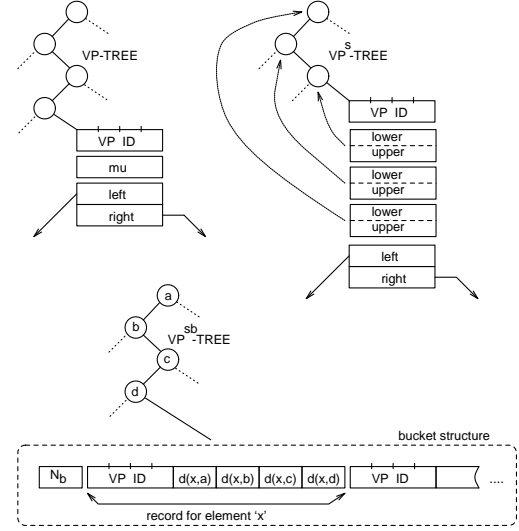 VP-TREE
VP ID
mu
left
right
VP^s-TREE
VP ID
lower
upper
lower
upper
lower
upper
left
right
a
b
VP^sb-TREE
c
d
bucket structure
N_b VP ID d(x,a) d(x,b) d(x,c) d(x,d) VP ID ....
record for element 'x'